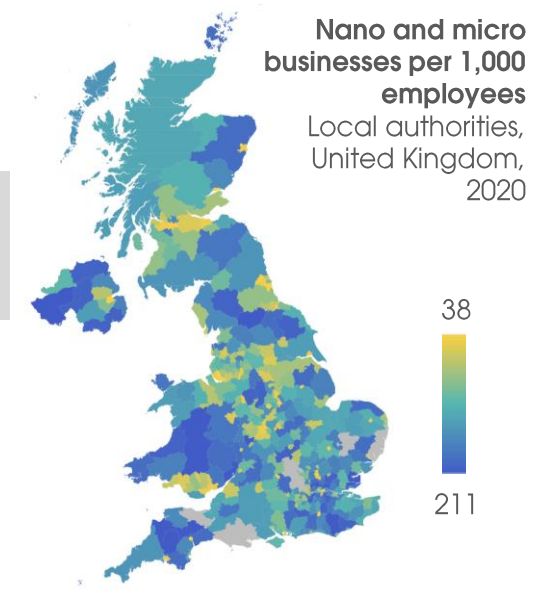 Nano and micro
businesses per 1,000
employees
Local authorities,
United Kingdom,
2020
38
211